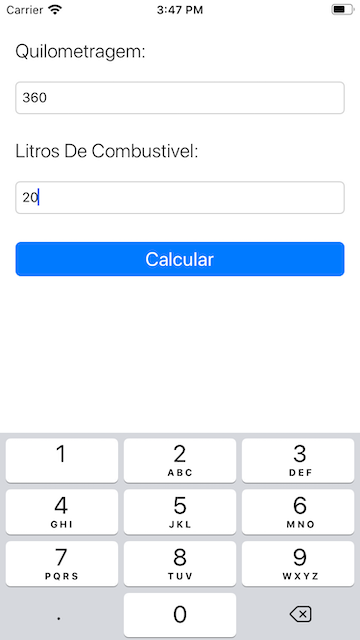 Carrier 3:47 PM
Quilometragem:
360
Litros De Combustivel:
20
Calcular
1 2 3
ABC DEF
4 5 6
GHI JKL MNO
7 8 9
PQRS TUV WXYZ
. 0